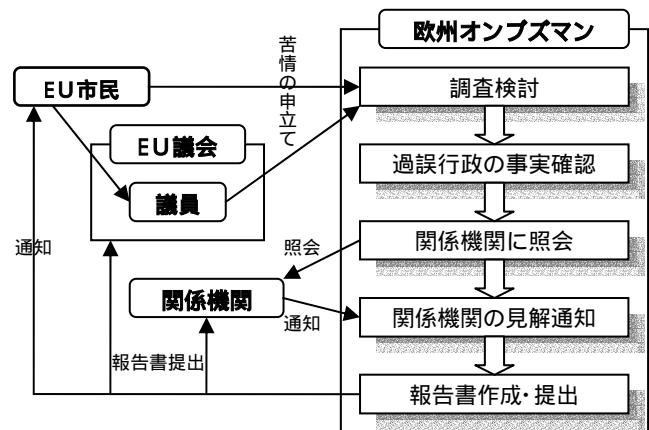 欧州オンブズマン
苦情の申立て
EU市民
調査検討
EU議会
過誤行政の事実確認
議員
通知
照会
関係機関に照会
関係機関
通知
関係機関の見解通知
報告書提出
報告書作成・提出